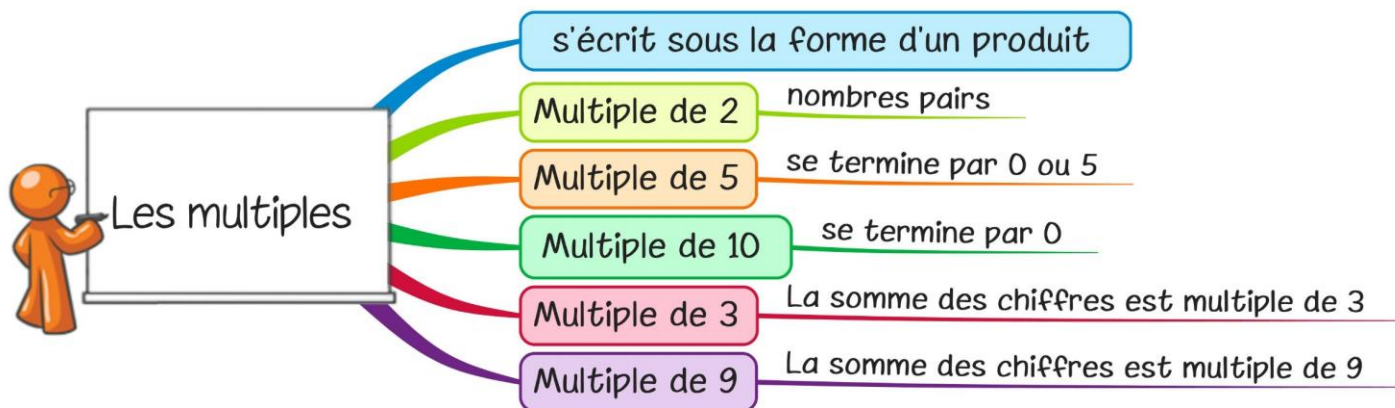 Les multiples
s'écrit sous la forme d'un produit
Multiple de 2
nombres pairs
Multiple de 5
se termine par 0 ou 5
Multiple de 10
se termine par 0
Multiple de 3
La somme des chiffres est multiple de 3
Multiple de 9
La somme des chiffres est multiple de 9